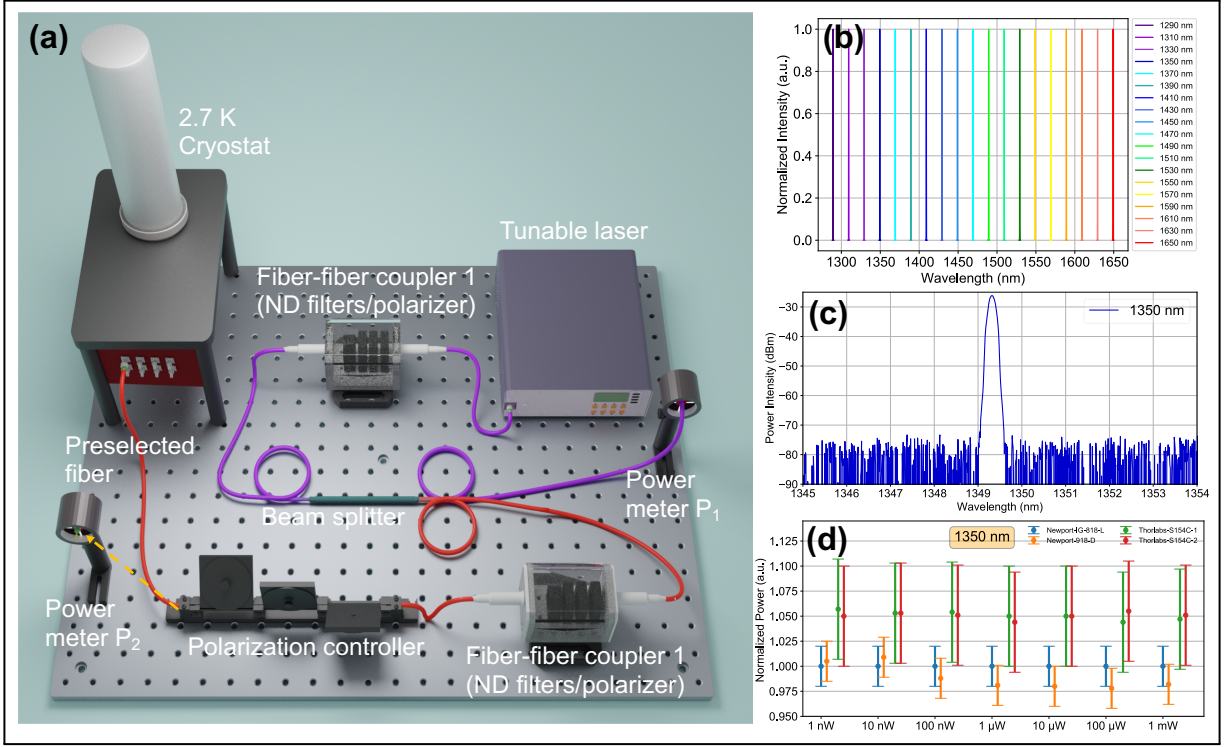 (a)
2.7 K
Cryostat
Tunable laser
Fiber-fiber coupler 1
(ND filters/polarizer)
Preselected
fiber
Beam splitter
Power
meter P1
Power
meter P2
Polarization controller
Fiber-fiber coupler 1
(ND filters/polarizer)
(b)
Normalized Intensity (a.u.)
1.0
0.8
0.6
0.4
0.2
0.0
1300 1350 1400 1450 1500 1550 1600 1650
Wavelength (nm)
1290 nm
1310 nm
1330 nm
1350 nm
1370 nm
1390 nm
1410 nm
1430 nm
1450 nm
1470 nm
1490 nm
1510 nm
1530 nm
1550 nm
1570 nm
1590 nm
1610 nm
1630 nm
1650 nm
(c)
1350 nm
Power Intensity (dBm)
−30
−40
−50
−60
−70
−80
−90
1345 1346 1347 1348 1349 1350 1351 1352 1353 1354
Wavelength (nm)
(d)
1350 nm
Newport-IG-818-L
Newport-918-D
Thorlabs-S154C-1
Thorlabs-S154C-2
Normalized Power (a.u.)
1.125
1.100
1.075
1.050
1.025
1.000
0.975
0.950
1 nW 10 nW 100 nW 1 μW 10 μW 100 μW 1 mW